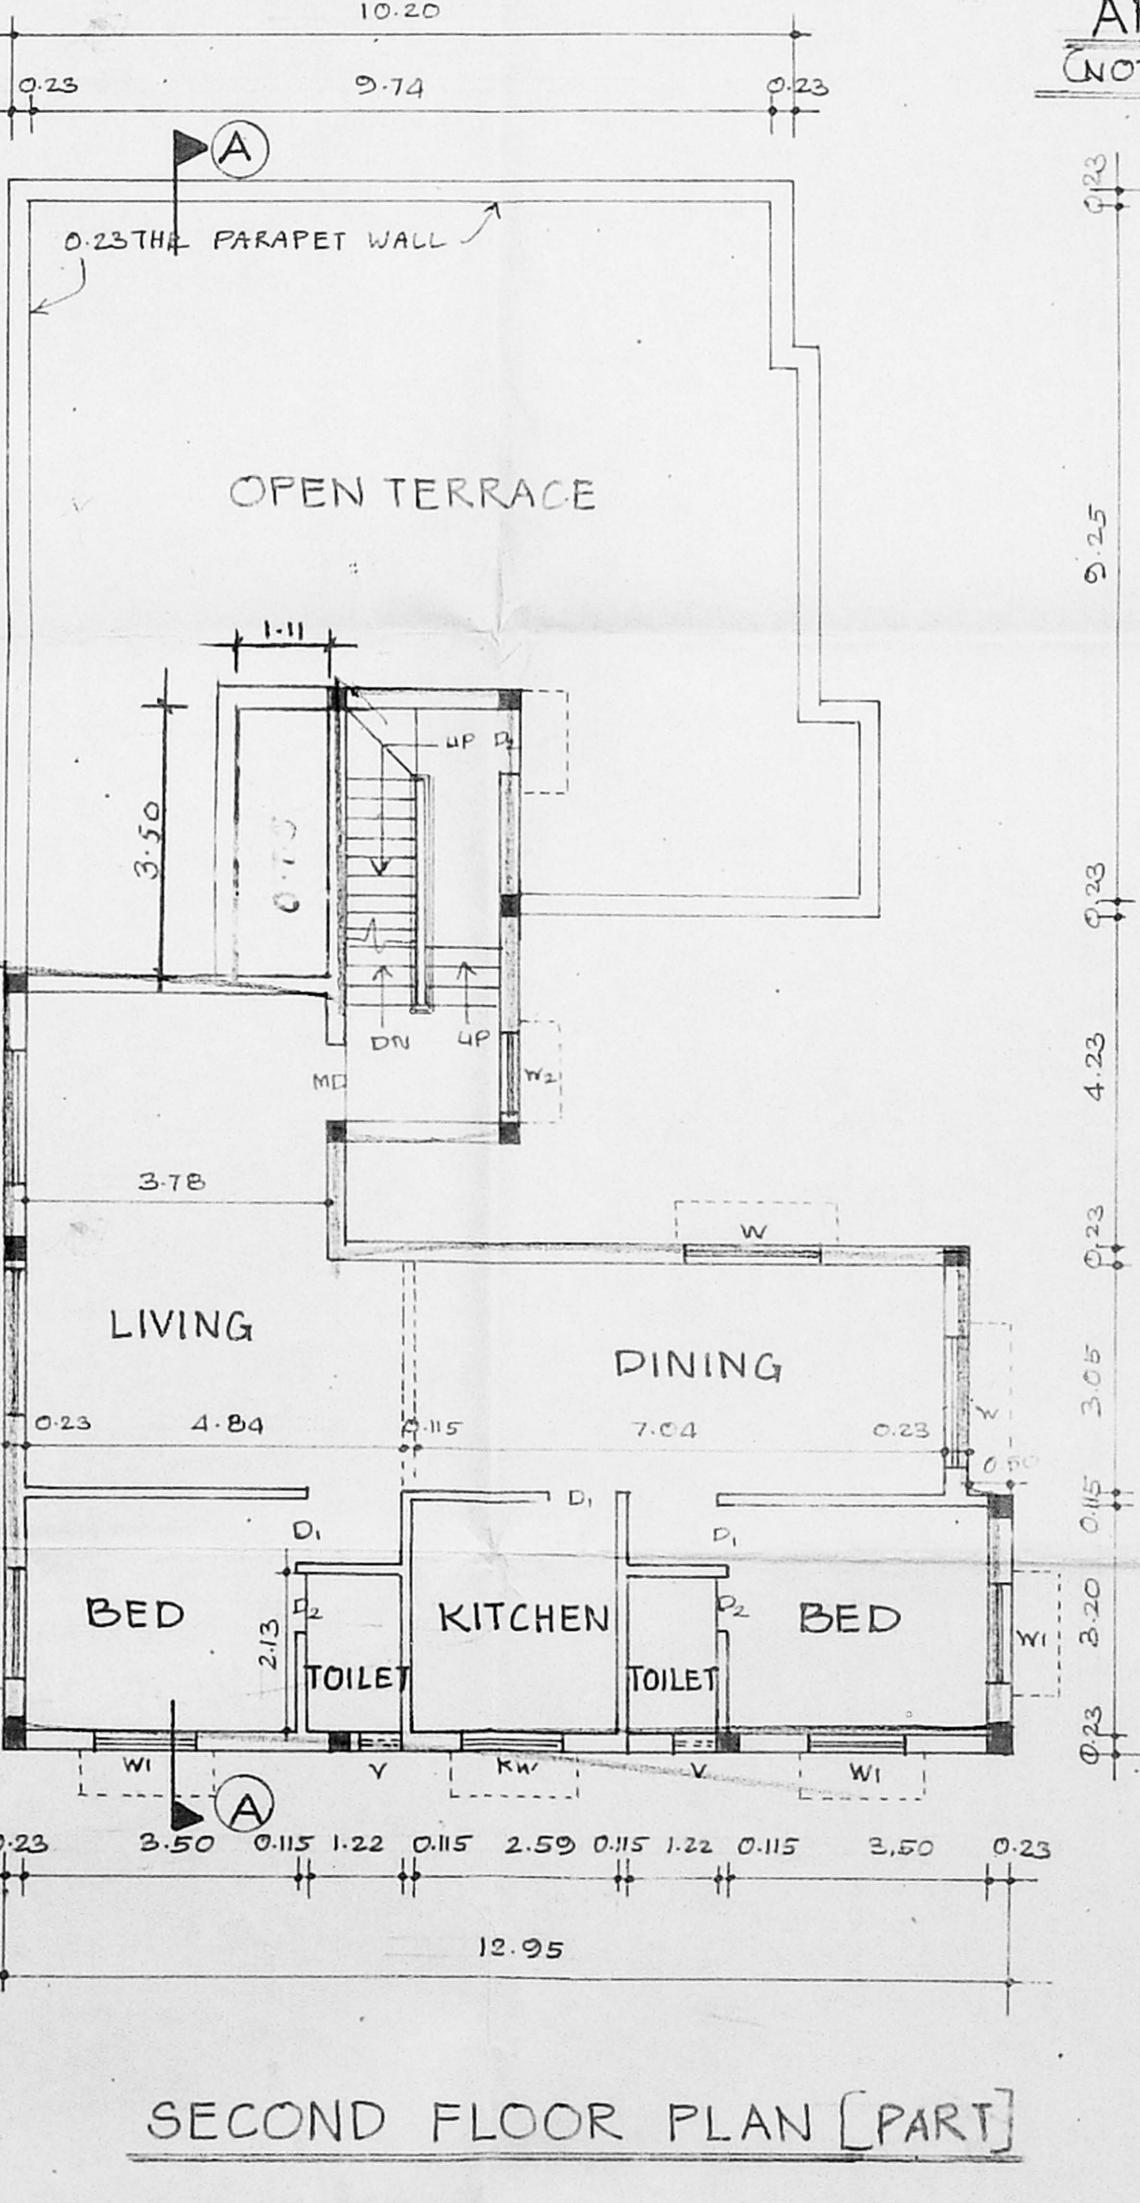 10.20
0.23 9.74 0.23
A
0.23 THK PARAPET WALL
0.23
OPEN TERRACE
9.25
1.11
UP D2
3.50
O.T.S
0.23
DN UP
MD W2
4.23
3.78
W
0.23
LIVING
DINING
3.05
W
0.23 4.84 0.115 7.04 0.23
0.50
D1
0.115
D1 D1
BED D2 KITCHEN D2 BED
W1
3.20
2.13
TOILET TOILET
0.23
W1 V KW V W1
A
0.23 3.50 0.115 1.22 0.115 2.59 0.115 1.22 0.115 3.50 0.23
12.95
SECOND FLOOR PLAN [PART]